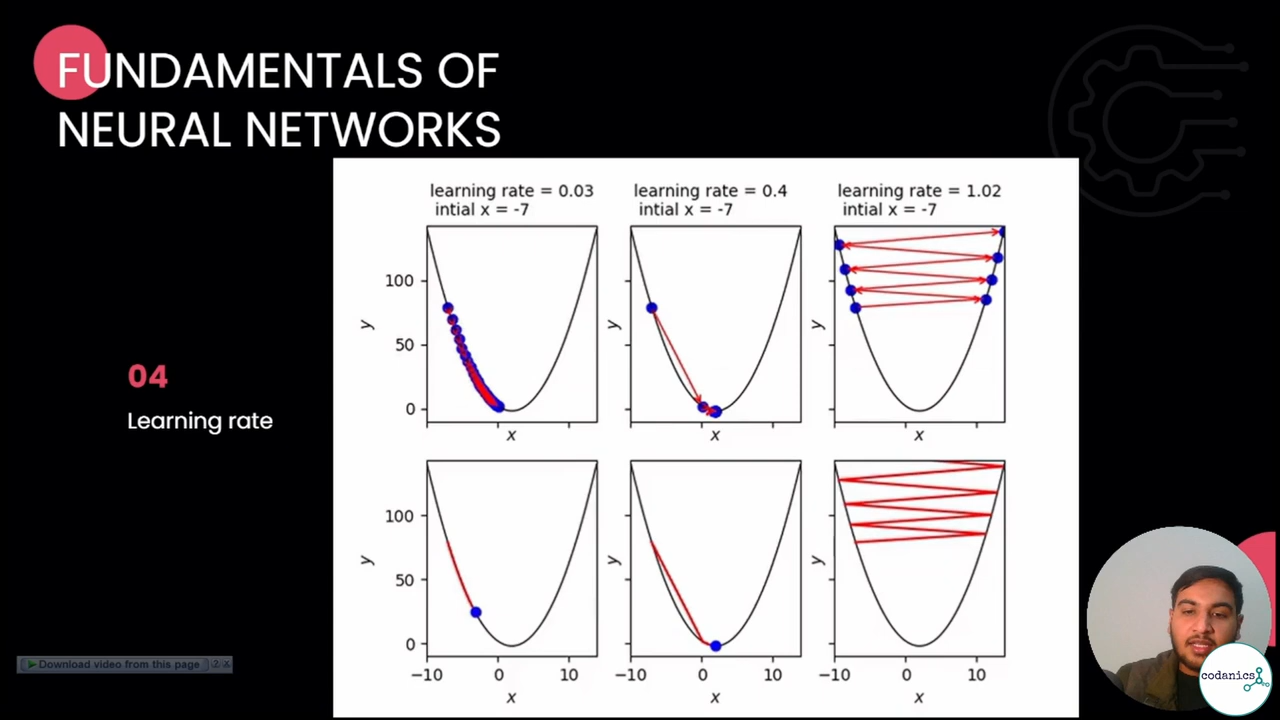 FUNDAMENTALS OF
NEURAL NETWORKS
04
Learning rate
learning rate = 0.03
intial x = -7
learning rate = 0.4
intial x = -7
learning rate = 1.02
intial x = -7
100
50
0
y
y
y
x
x
x
100
50
0
y
y
y
−10
0
10
−10
0
10
−10
0
10
x
x
x
Download video from this page
?
X
codanics